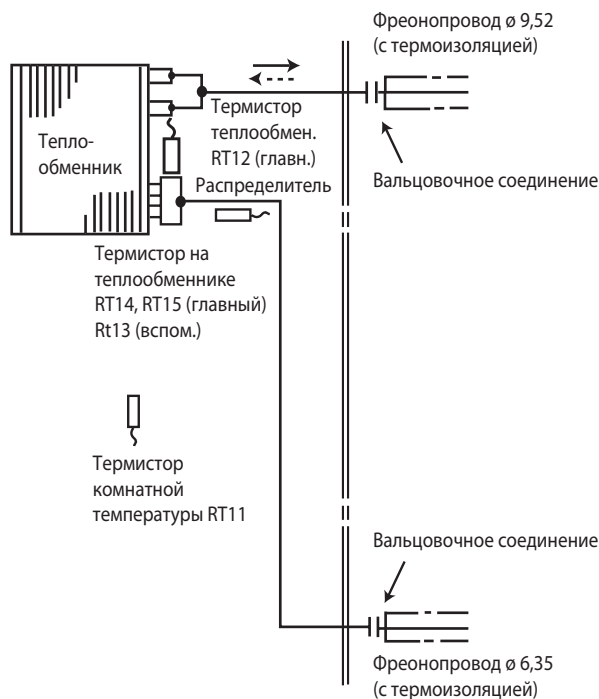 Фреонопровод ø 9,52
(с термоизоляцией)
Тепло-
обменник
Термистор
теплообмен.
RT12 (главн.)
Распределитель
Вальцовочное соединение
Термистор на
теплообменнике
RT14, RT15 (главный)
Rt13 (вспом.)
Термистор
комнатной
температуры RT11
Вальцовочное соединение
Фреонопровод ø 6,35
(с термоизоляцией)